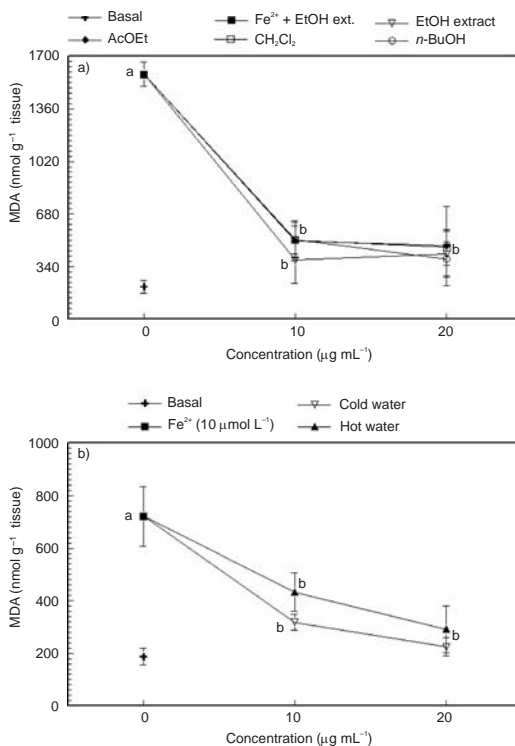 Basal Fe²⁺ + EtOH ext. EtOH extract
AcOEt CH₂Cl₂ n-BuOH
1700
a)
a
1360
1020
MDA (nmol g⁻¹ tissue)
680
b
b
340
b
0
0 10 20
Concentration (μg mL⁻¹)
Basal Cold water
Fe²⁺ (10 μmol L⁻¹) Hot water
1000
b)
800
a
600
MDA (nmol g⁻¹ tissue)
b
400
b
b
200
0
0 10 20
Concentration (μg mL⁻¹)